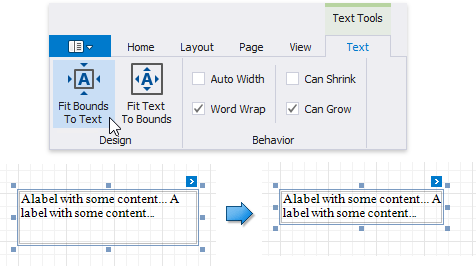 Text Tools
Home Layout Page View Text
Auto Width Can Shrink
Fit Bounds To Text
Fit Text To Bounds
Word Wrap Can Grow
Design Behavior
A label with some content... A
label with some content...
A label with some content... A
label with some content...